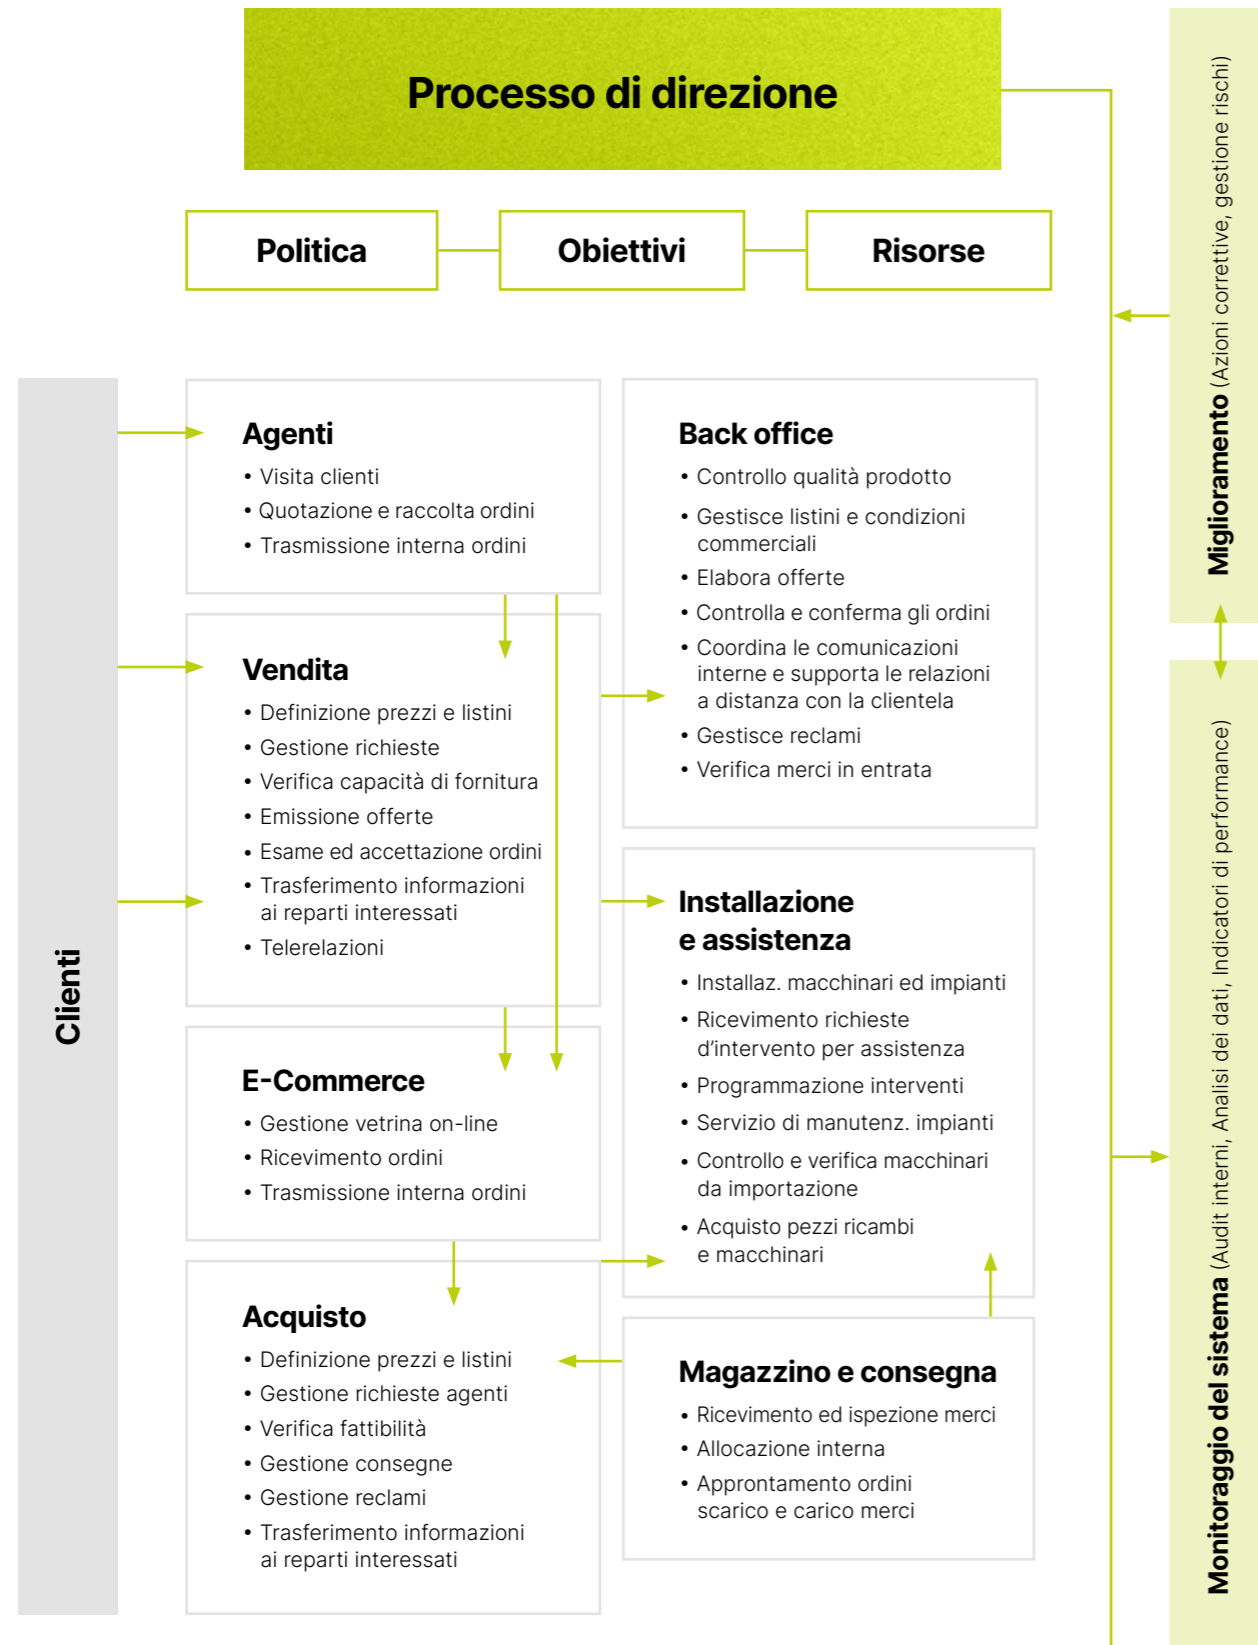 Processo di direzione
Politica
Obiettivi
Risorse
Clienti
Agenti
• Visita clienti
• Quotazione e raccolta ordini
• Trasmissione interna ordini
Vendita
• Definizione prezzi e listini
• Gestione richieste
• Verifica capacità di fornitura
• Emissione offerte
• Esame ed accettazione ordini
• Trasferimento informazioni
ai reparti interessati
• Telerelazioni
E-Commerce
• Gestione vetrina on-line
• Ricevimento ordini
• Trasmissione interna ordini
Acquisto
• Definizione prezzi e listini
• Gestione richieste agenti
• Verifica fattibilità
• Gestione consegne
• Gestione reclami
• Trasferimento informazioni
ai reparti interessati
Back office
• Controllo qualità prodotto
• Gestisce listini e condizioni
commerciali
• Elabora offerte
• Controlla e conferma gli ordini
• Coordina le comunicazioni
interne e supporta le relazioni
a distanza con la clientela
• Gestisce reclami
• Verifica merci in entrata
Installazione
e assistenza
• Installaz. macchinari ed impianti
• Ricevimento richieste
d’intervento per assistenza
• Programmazione interventi
• Servizio di manutenz. impianti
• Controllo e verifica macchinari
da importazione
• Acquisto pezzi ricambi
e macchinari
Magazzino e consegna
• Ricevimento ed ispezione merci
• Allocazione interna
• Approntamento ordini
scarico e carico merci
Miglioramento (Azioni correttive, gestione rischi)
Monitoraggio del sistema (Audit interni, Analisi dei dati, Indicatori di performance)